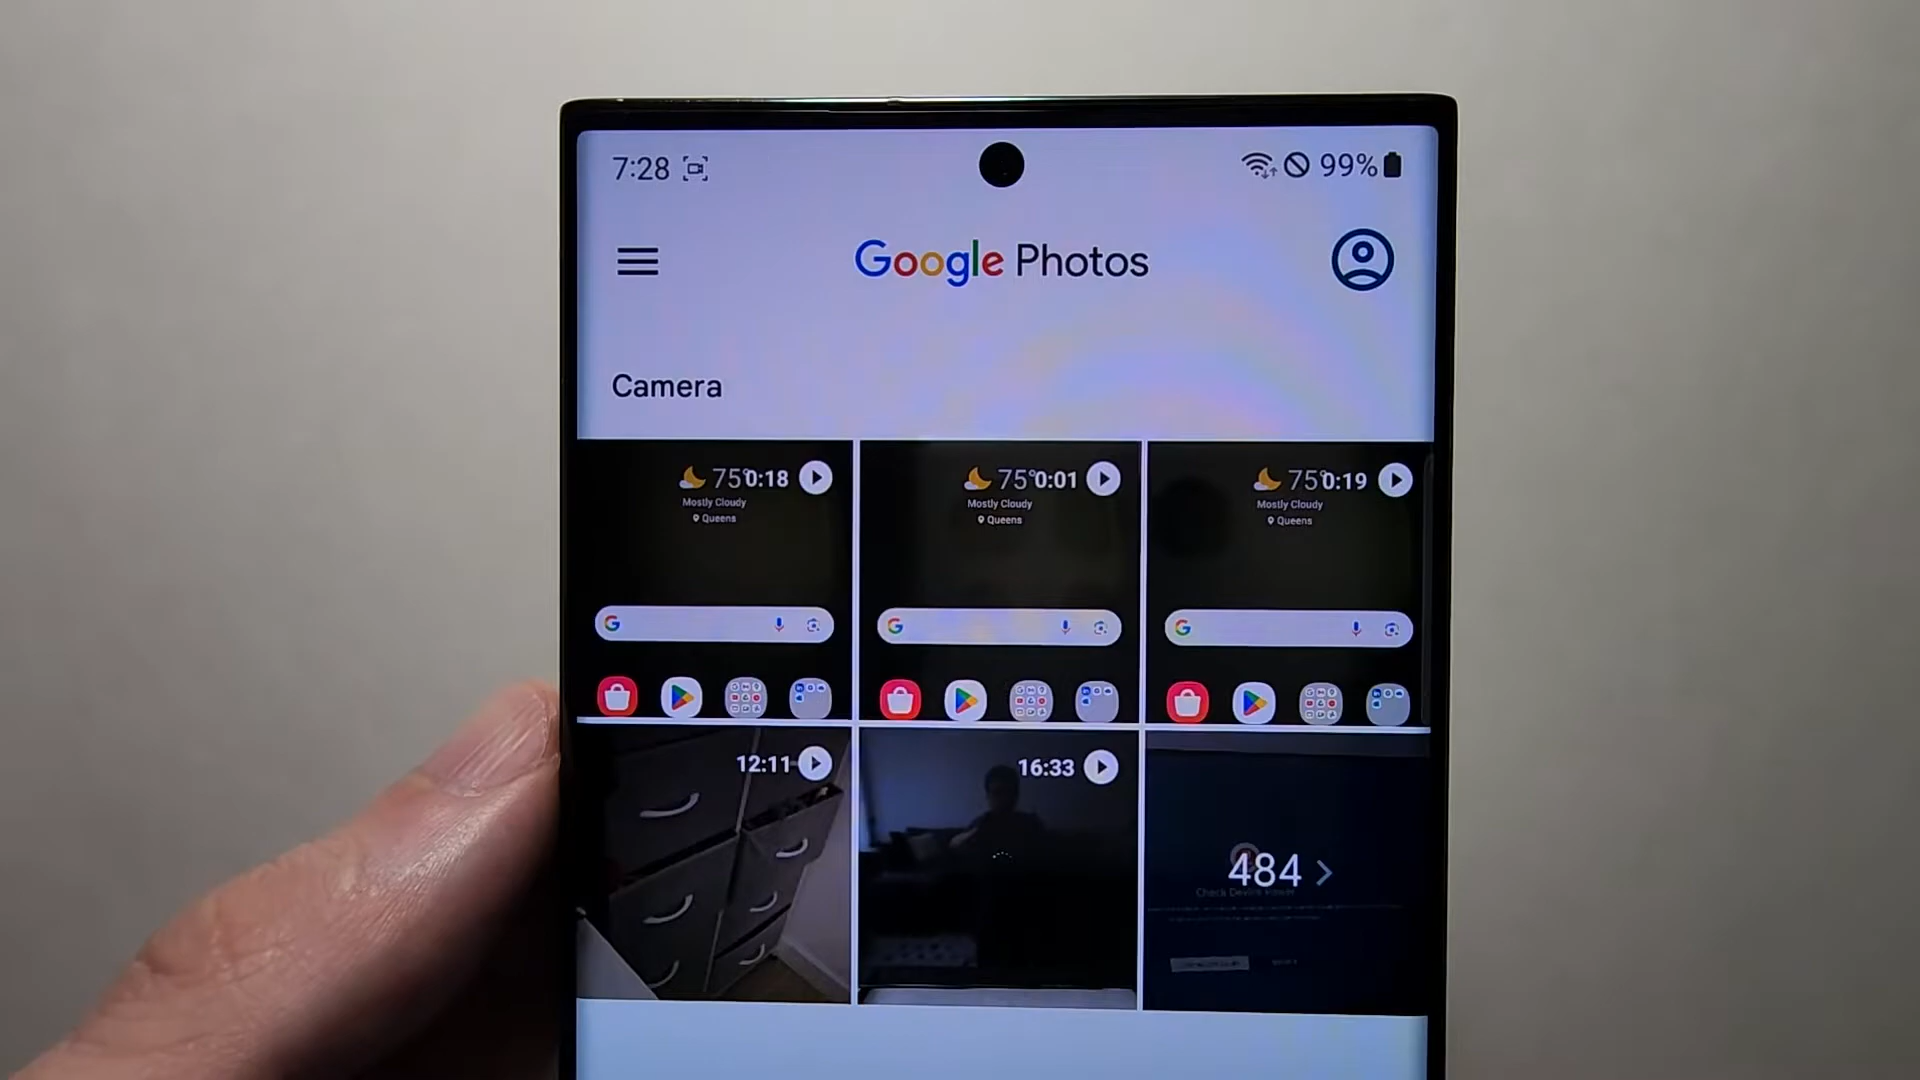 7:28
99%
Google Photos
Camera
75°0:18
Mostly Cloudy
Queens
75°0:01
Mostly Cloudy
Queens
75°0:19
Mostly Cloudy
Queens
G
G
G
12:11
16:33
484